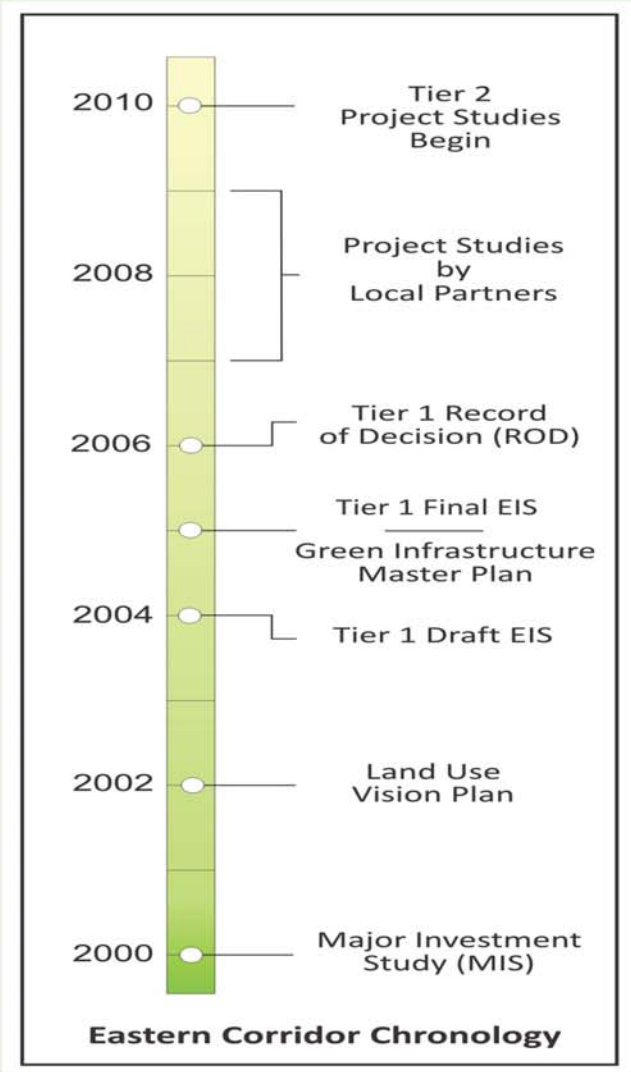 2010
Tier 2
Project Studies
Begin
2008
Project Studies
by
Local Partners
2006
Tier 1 Record
of Decision (ROD)
Tier 1 Final EIS
Green Infrastructure
Master Plan
2004
Tier 1 Draft EIS
2002
Land Use
Vision Plan
2000
Major Investment
Study (MIS)
Eastern Corridor Chronology